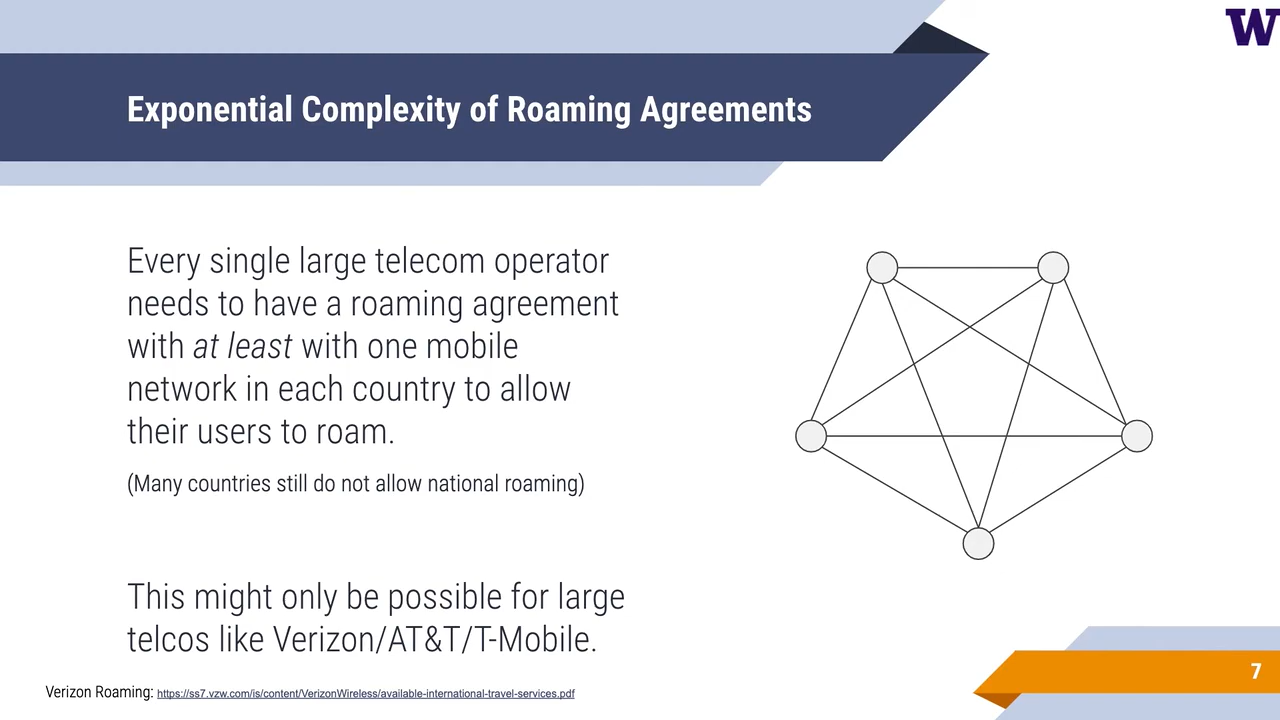 W
Exponential Complexity of Roaming Agreements
Every single large telecom operator
needs to have a roaming agreement
with at least with one mobile
network in each country to allow
their users to roam.
(Many countries still do not allow national roaming)
This might only be possible for large
telcos like Verizon/AT&T/T-Mobile.
Verizon Roaming: https://ss7.vzw.com/is/content/VerizonWireless/available-international-travel-services.pdf
7